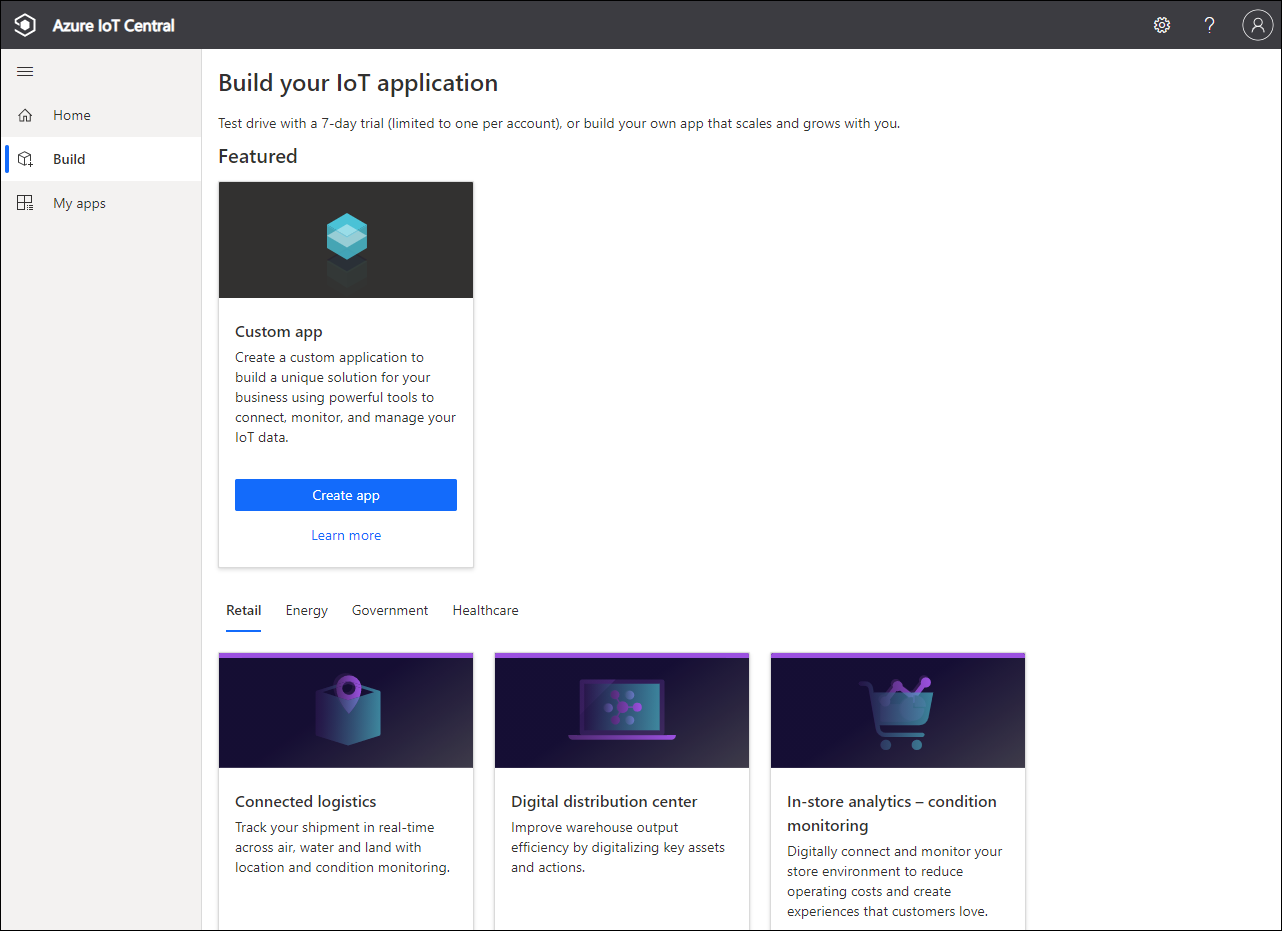 Azure IoT Central
?
Home
Build
My apps
Build your IoT application
Test drive with a 7-day trial (limited to one per account), or build your own app that scales and grows with you.
Featured
Custom app
Create a custom application to
build a unique solution for your
business using powerful tools to
connect, monitor, and manage your
IoT data.
Create app
Learn more
Retail Energy Government Healthcare
Connected logistics
Track your shipment in real-time
across air, water and land with
location and condition monitoring.
Digital distribution center
Improve warehouse output
efficiency by digitalizing key assets
and actions.
In-store analytics – condition
monitoring
Digitally connect and monitor your
store environment to reduce
operating costs and create
experiences that customers love.